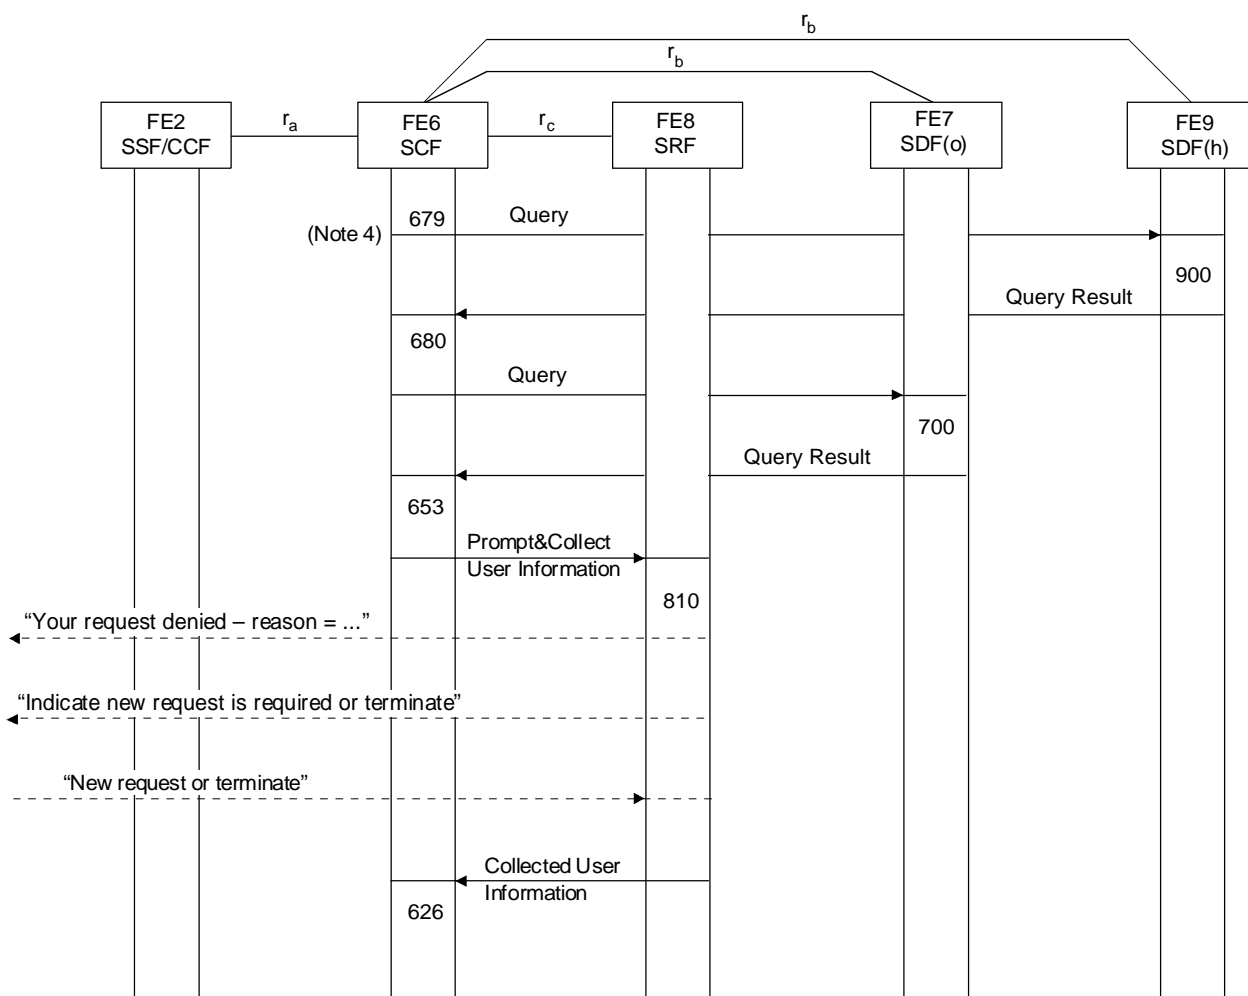 r_b
r_b
FE2
SSF/CCF
r_a
FE6
SCF
r_c
FE8
SRF
FE7
SDF(o)
FE9
SDF(h)
679
Query
(Note 4)
900
Query Result
680
Query
700
Query Result
653
Prompt&Collect
User Information
810
“Your request denied – reason = ...”
“Indicate new request is required or terminate”
“New request or terminate”
Collected User
Information
626